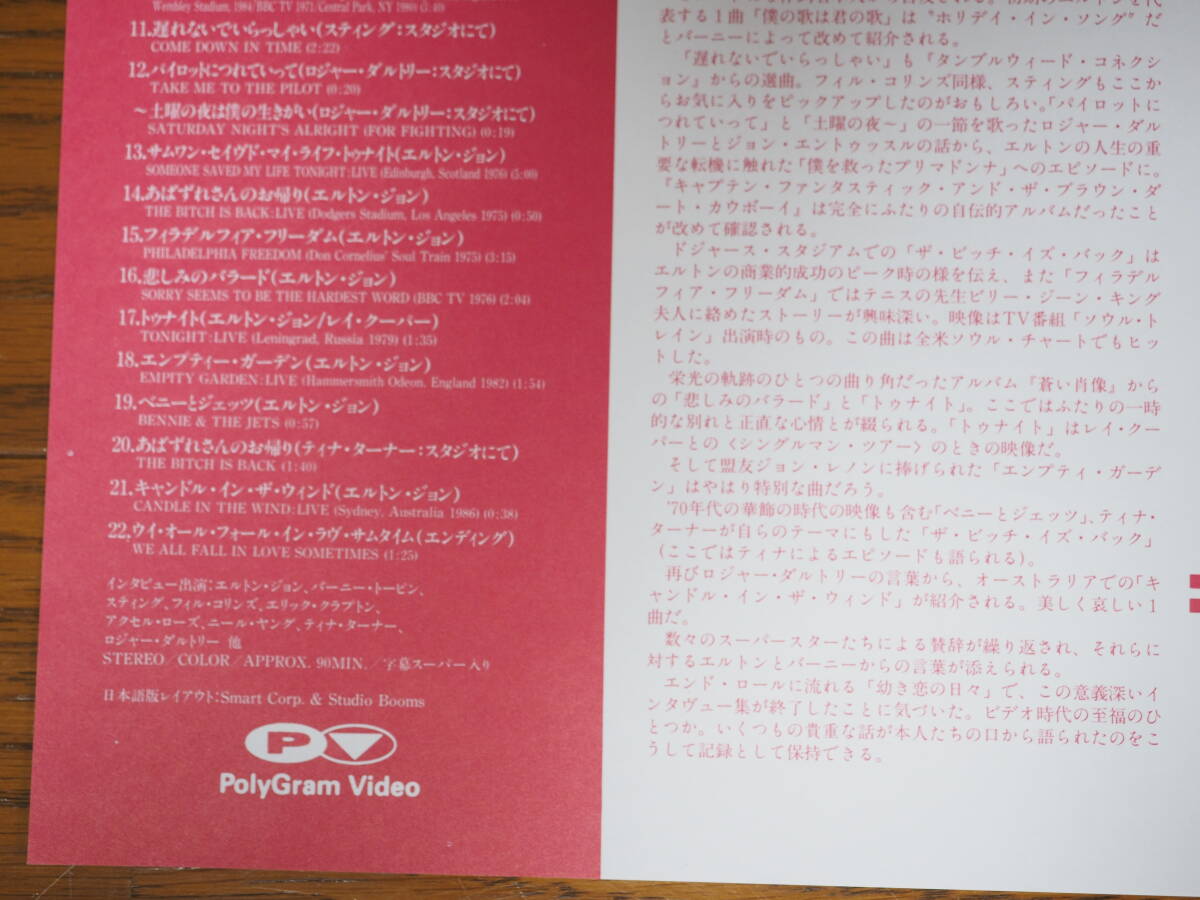 Wembley Stadium, 1984/BBC TV 1971/Central Park, NY 1980) (3:40)
11.遅れないでいらっしゃい(スティング:スタジオにて)
COME DOWN IN TIME (2:22)
12.パイロットにつれていって(ロジャー・ダルトリー:スタジオにて)
TAKE ME TO THE PILOT (0:20)
～土曜の夜は僕の生きがい(ロジャー・ダルトリー:スタジオにて)
SATURDAY NIGHT'S ALRIGHT (FOR FIGHTING) (0:19)
13.サムワン・セイヴド・マイ・ライフ・トゥナイト(エルトン・ジョン)
SOMEONE SAVED MY LIFE TONIGHT:LIVE (Edinburgh, Scotland 1976) (5:00)
14.あばずれさんのお帰り(エルトン・ジョン)
THE BITCH IS BACK:LIVE (Dodgers Stadium, Los Angeles 1975) (0:50)
15.フィラデルフィア・フリーダム(エルトン・ジョン)
PHILADELPHIA FREEDOM (Don Cornelius' Soul Train 1975) (3:15)
16.悲しみのバラード(エルトン・ジョン)
SORRY SEEMS TO BE THE HARDEST WORD (BBC TV 1976) (2:04)
17.トゥナイト(エルトン・ジョン/レイ・クーパー)
TONIGHT:LIVE (Leningrad, Russia 1979) (1:35)
18.エンプティー・ガーデン(エルトン・ジョン)
EMPITY GARDEN:LIVE (Hammersmith Odeon, England 1982) (1:54)
19.ベニーとジェッツ(エルトン・ジョン)
BENNIE & THE JETS (0:57)
20.あばずれさんのお帰り(ティナ・ターナー:スタジオにて)
THE BITCH IS BACK (1:40)
21.キャンドル・イン・ザ・ウィンド(エルトン・ジョン)
CANDLE IN THE WIND:LIVE (Sydney, Australia 1986) (0:38)
22.ウイ・オール・フォール・イン・ラヴ・サムタイム(エンディング)
WE ALL FALL IN LOVE SOMETIMES (1:25)
インタビュー出演:エルトン・ジョン、バーニー・トーピン、
スティング、フィル・コリンズ、エリック・クラプトン、
アクセル・ローズ、ニール・ヤング、ティナ・ターナー、
ロジャー・ダルトリー 他
STEREO/COLOR/APPROX. 90MIN./字幕スーパー入り
日本語版レイアウト:Smart Corp. & Studio Booms
P
PolyGram Video
表する1曲「僕の歌は君の歌」は“ホリデイ・イン・ソング”だ
とバーニーによって改めて紹介される。
「遅れないでいらっしゃい」も『タンブルウィード・コネクシ
ョン』からの選曲。フィル・コリンズ同様、スティングもここか
らお気に入りをピックアップしたのがおもしろい。「パイロットに
つれていって」と「土曜の夜～」の一節を歌ったロジャー・ダル
トリーとジョン・エントゥッスルの話から、エルトンの人生の重
要な転機に触れた「僕を救ったプリマドンナ」へのエピソードに。
『キャプテン・ファンタスティック・アンド・ザ・ブラウン・ダ
ート・カウボーイ』は完全にふたりの自伝的アルバムだったこと
が改めて確認される。
ドジャース・スタジアムでの「ザ・ビッチ・イズ・バック」は
エルトンの商業的成功のピーク時の様を伝え、また「フィラデル
フィア・フリーダム」ではテニスの先生ビリー・ジーン・キング
夫人に絡めたストーリーが興味深い。映像はTV番組「ソウル・ト
レイン」出演時のもの。この曲は全米ソウル・チャートでもヒッ
トした。
栄光の軌跡のひとつの曲り角だったアルバム『蒼い肖像』から
の「悲しみのバラード」と「トゥナイト」。ここではふたりの一時
的な別れと正直な心情とが綴られる。「トゥナイト」はレイ・クー
パーとの〈シングルマン・ツアー〉のときの映像だ。
そして盟友ジョン・レノンに捧げられた「エンプティ・ガーデ
ン」はやはり特別な曲だろう。
'70年代の華飾の時代の映像も含む「ベニーとジェッツ」、ティナ・
ターナーが自らのテーマにもした「ザ・ビッチ・イズ・バック」
(ここではティナによるエピソードも語られる)。
再びロジャー・ダルトリーの言葉から、オーストラリアでの「キ
ャンドル・イン・ザ・ウィンド」が紹介される。美しく哀しい1
曲だ。
数々のスーパースターたちによる賛辞が繰り返され、それらに
対するエルトンとバーニーからの言葉が添えられる。
エンド・ロールに流れる「幼き恋の日々」で、この意義深いイ
ンタヴュー集が終了したことに気づいた。ビデオ時代の至福のひ
とつか。いくつもの貴重な話が本人たちの口から語られたのをこ
うして記録として保持できる。